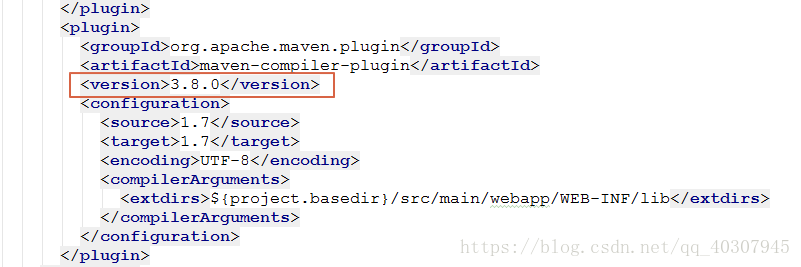 </plugin>
<plugin>
<groupId>org.apache.maven.plugin</groupId>
<artifactId>maven-compiler-plugin</artifactId>
<version>3.8.0</version>
<configuration>
<source>1.7</source>
<target>1.7</target>
<encoding>UTF-8</encoding>
<compilerArguments>
<extdirs>${project.basedir}/src/main/webapp/WEB-INF/lib</extdirs>
</compilerArguments>
</configuration>
</plugin>
https://blog.csdn.net/qq_40307945